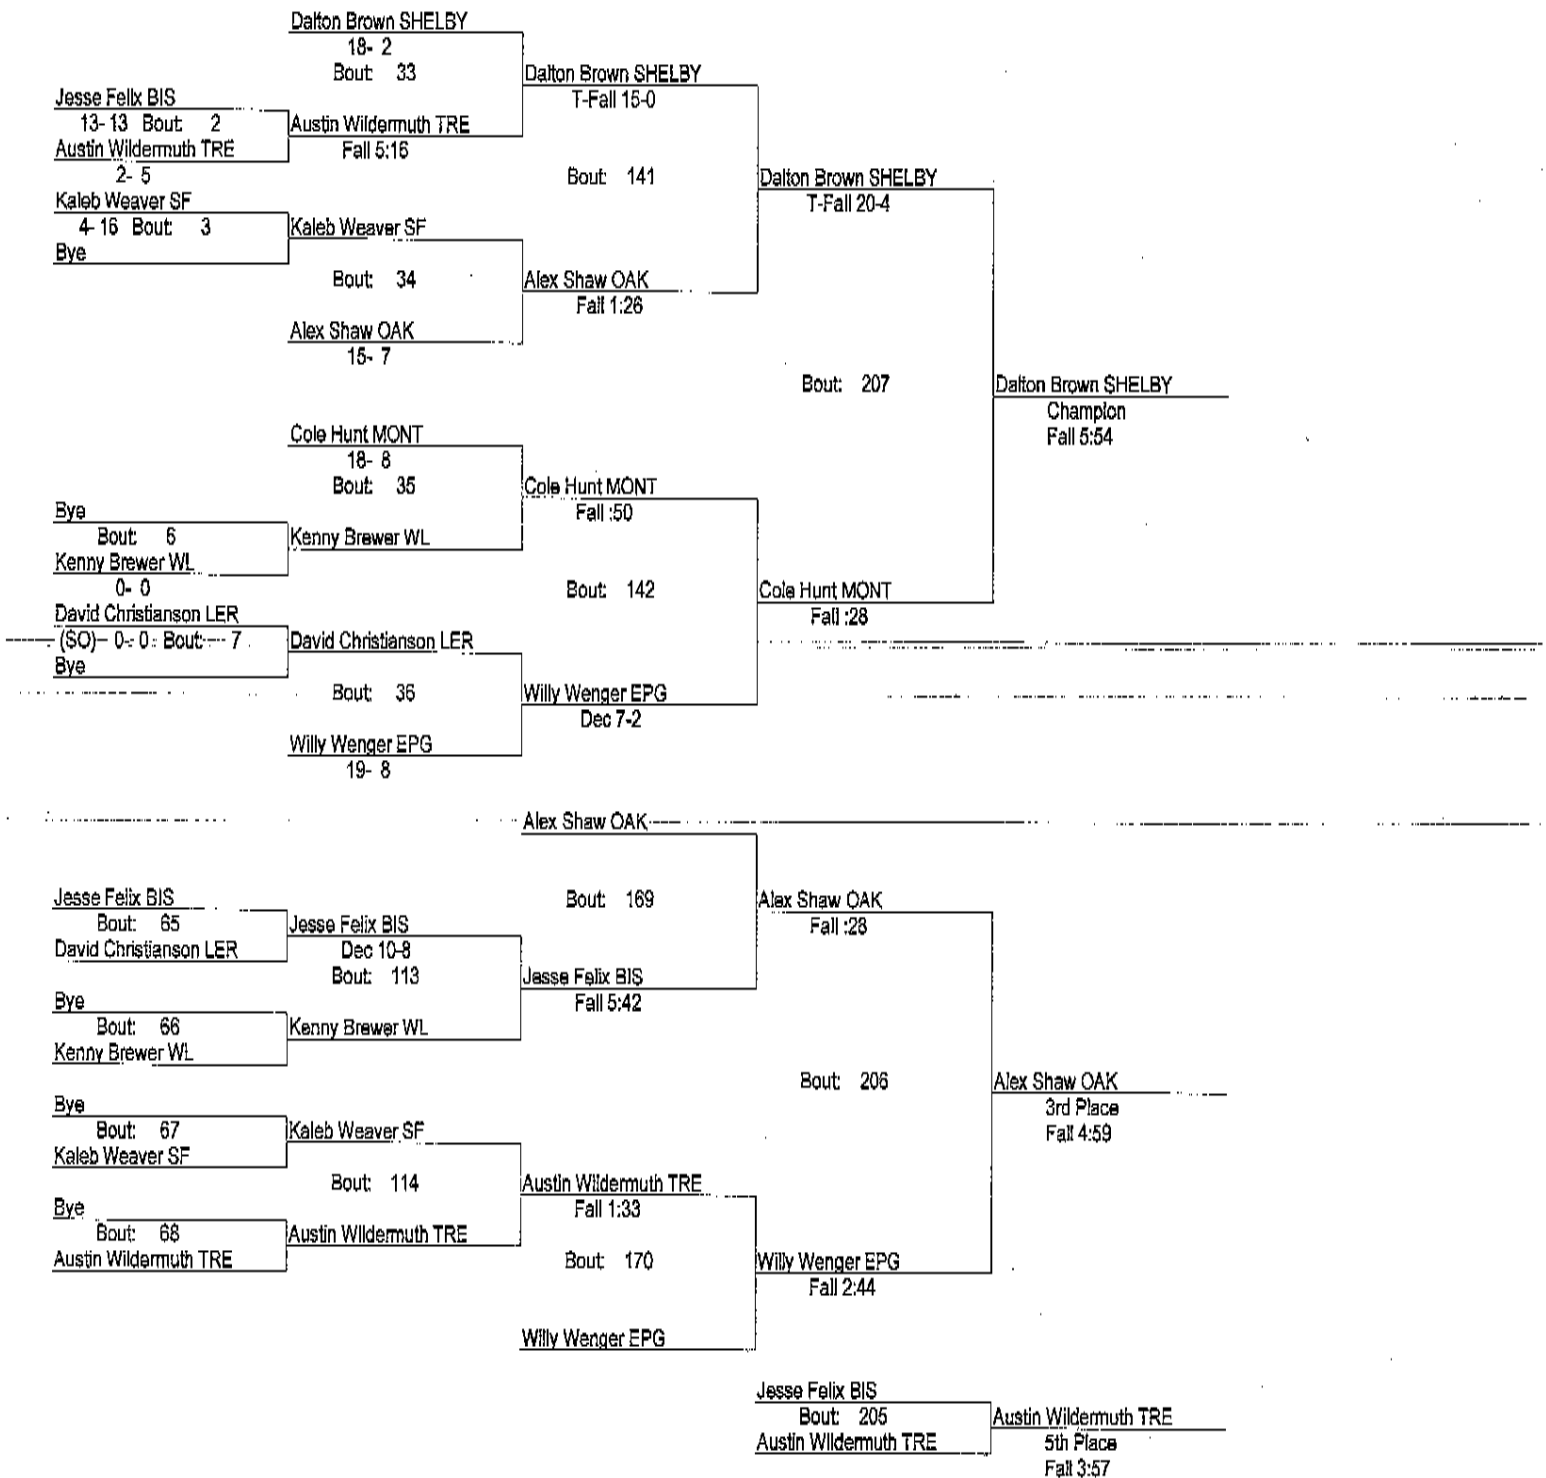 Dalton Brown SHELBY
18- 2
Bout: 33
Dalton Brown SHELBY
T-Fall 15-0
Jesse Felix BIS
13- 13 Bout: 2
Austin Wildermuth TRE
Fall 5:16
Austin Wildermuth TRE
2- 5
Bout: 141
Dalton Brown SHELBY
T-Fall 20-4
Kaleb Weaver SF
4- 16 Bout: 3
Kaleb Weaver SF
Bye
Bout: 34
Alex Shaw OAK
Fall 1:26
Alex Shaw OAK
15- 7
Bout: 207
Dalton Brown SHELBY
Champion
Fall 5:54
Cole Hunt MONT
18- 8
Bout: 35
Cole Hunt MONT
Fall :50
Bye
Bout: 6
Kenny Brewer WL
Kenny Brewer WL
0- 0
Bout: 142
Cole Hunt MONT
Fall :28
David Christianson LER
(SO) 0- 0 Bout: 7
David Christianson LER
Bye
Bout: 36
Willy Wenger EPG
Dec 7-2
Willy Wenger EPG
19- 8
Alex Shaw OAK
Bout: 169
Alex Shaw OAK
Fall :28
Jesse Felix BIS
Bout: 65
Jesse Felix BIS
David Christianson LER
Dec 10-8
Bout: 113
Jesse Felix BIS
Fall 5:42
Bye
Bout: 66
Kenny Brewer WL
Kenny Brewer WL
Bout: 206
Alex Shaw OAK
3rd Place
Fall 4:59
Bye
Bout: 67
Kaleb Weaver SF
Kaleb Weaver SF
Bout: 114
Austin Wildermuth TRE
Fall 1:33
Bye
Bout: 68
Austin Wildermuth TRE
Austin Wildermuth TRE
Bout: 170
Willy Wenger EPG
Fall 2:44
Willy Wenger EPG
Jesse Felix BIS
Bout: 205
Austin Wildermuth TRE
Austin Wildermuth TRE
5th Place
Fall 3:57